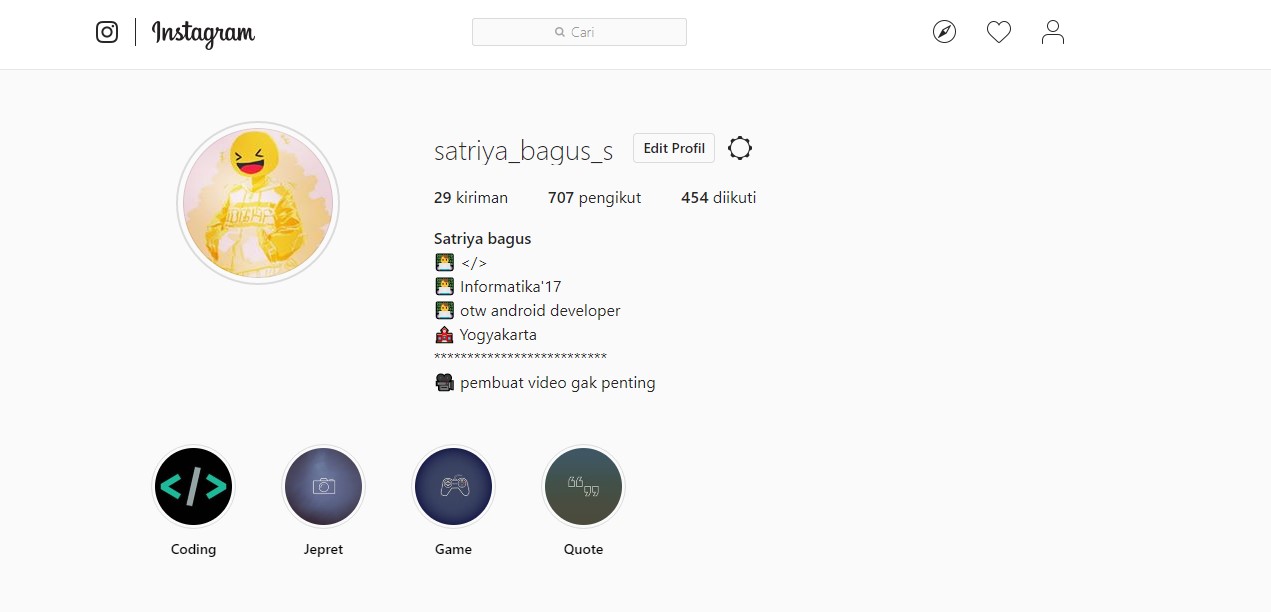 Instagram
Cari
satriya_bagus_s Edit Profil
29 kiriman 707 pengikut 454 diikuti
Satriya bagus
</>
Informatika'17
otw android developer
Yogyakarta
**************************
pembuat video gak penting
</>
Coding Jepret Game Quote